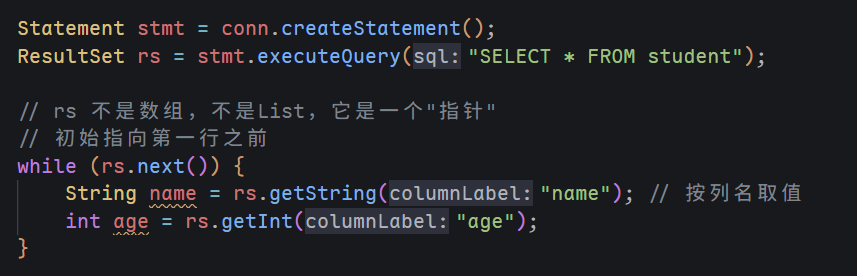 Statement stmt = conn.createStatement();
ResultSet rs = stmt.executeQuery( sql: "SELECT * FROM student");
// rs 不是数组，不是List，它是一个"指针"
// 初始指向第一行之前
while (rs.next()) {
    String name = rs.getString( columnLabel: "name"); // 按列名取值
    int age = rs.getInt( columnLabel: "age");
}